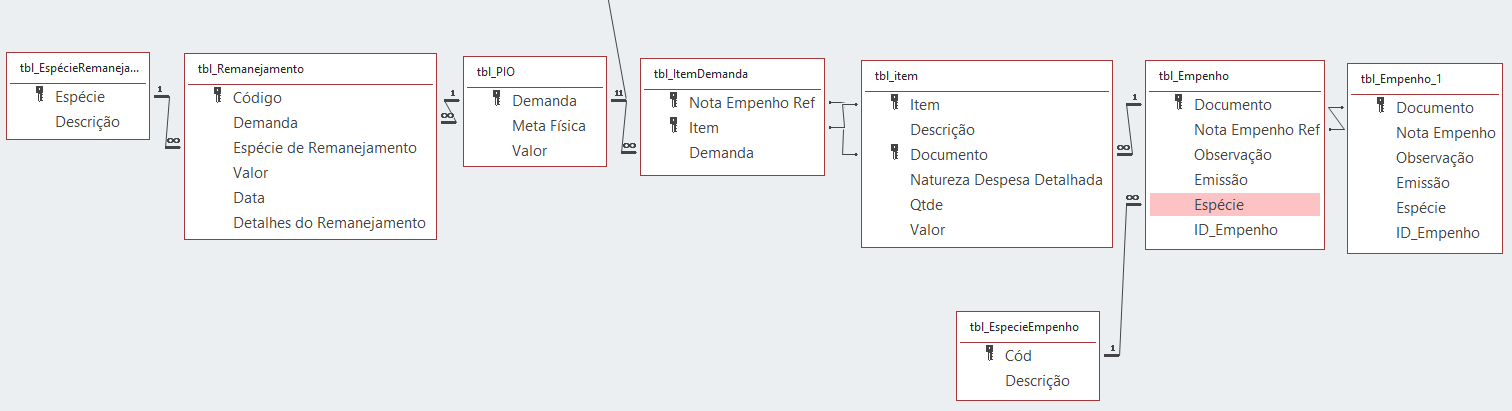 tbl_EspécieRemaneja...
Espécie
Descrição
1
∞
tbl_Remanejamento
Código
Demanda
Espécie de Remanejamento
Valor
Data
Detalhes do Remanejamento
1
∞
tbl_PIO
Demanda
Meta Física
Valor
11
∞
tbl_ItemDemanda
Nota Empenho Ref
Item
Demanda
tbl_item
Item
Descrição
Documento
Natureza Despesa Detalhada
Qtde
Valor
1
∞
∞
tbl_Empenho
Documento
Nota Empenho Ref
Observação
Emissão
Espécie
ID_Empenho
tbl_Empenho_1
Documento
Nota Empenho
Observação
Emissão
Espécie
ID_Empenho
tbl_EspecieEmpenho
Cód
Descrição
1